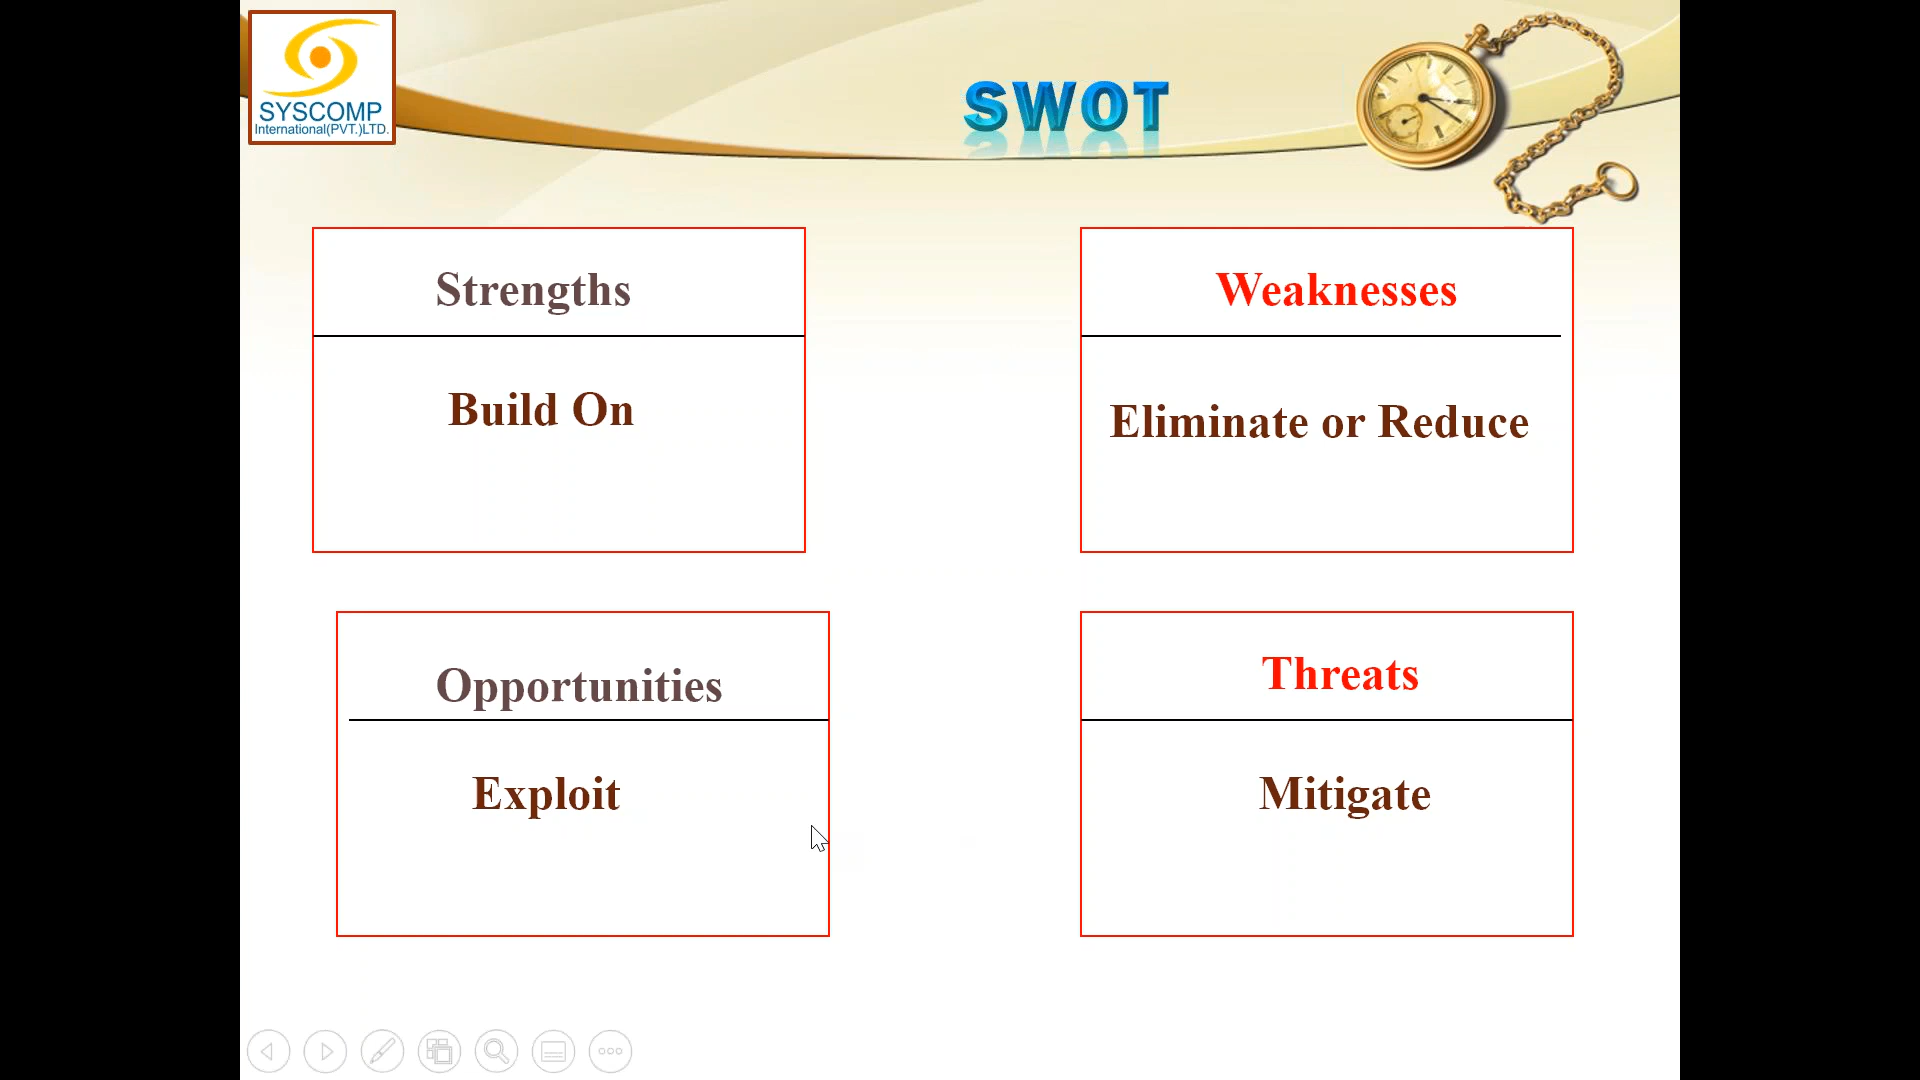 SYSCOMP
International(PVT.)LTD.
SWOT
Strengths
Build On
Weaknesses
Eliminate or Reduce
Opportunities
Exploit
Threats
Mitigate